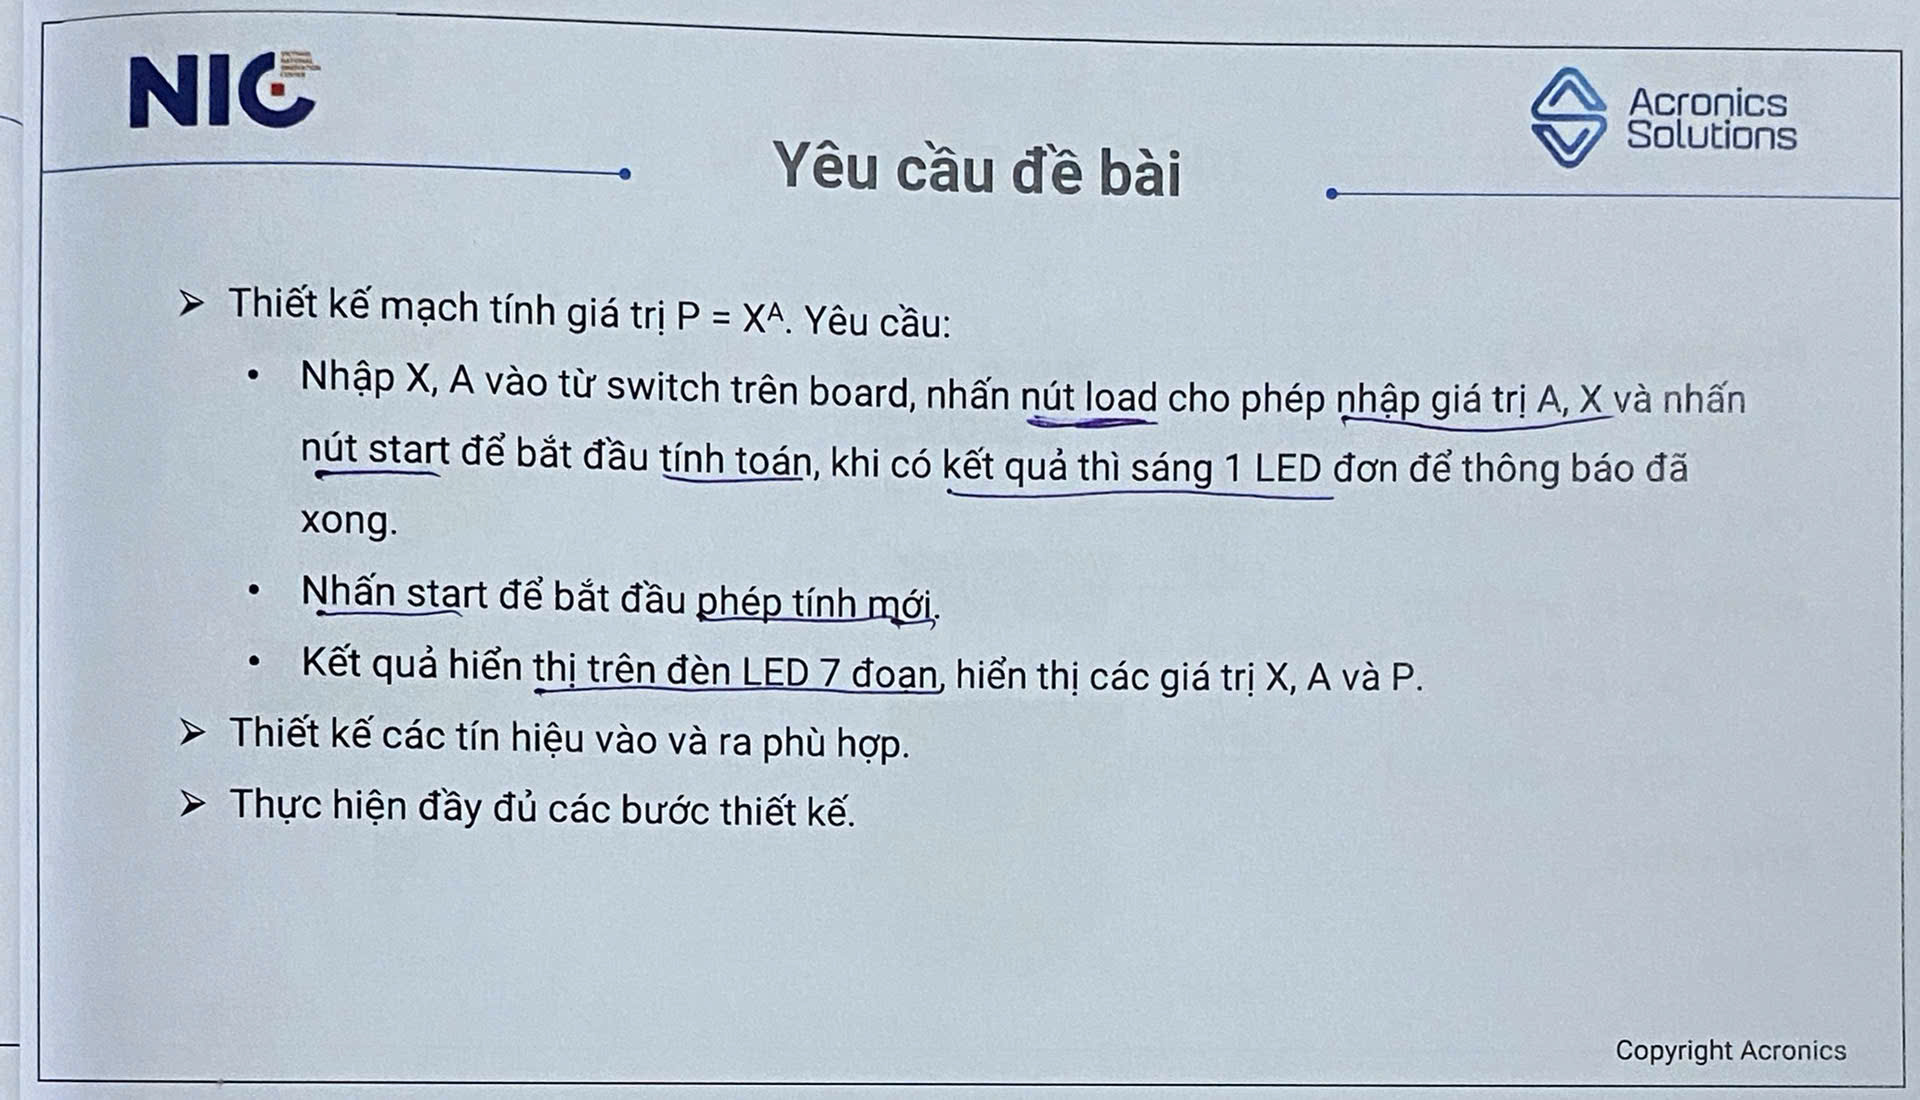 NIC
Acronics
Solutions
Yêu cầu đề bài
➢ Thiết kế mạch tính giá trị P = Xᴬ. Yêu cầu:
• Nhập X, A vào từ switch trên board, nhấn nút load cho phép nhập giá trị A, X và nhấn
nút start để bắt đầu tính toán, khi có kết quả thì sáng 1 LED đơn để thông báo đã
xong.
• Nhấn start để bắt đầu phép tính mới.
• Kết quả hiển thị trên đèn LED 7 đoạn, hiển thị các giá trị X, A và P.
➢ Thiết kế các tín hiệu vào và ra phù hợp.
➢ Thực hiện đầy đủ các bước thiết kế.
Copyright Acronics